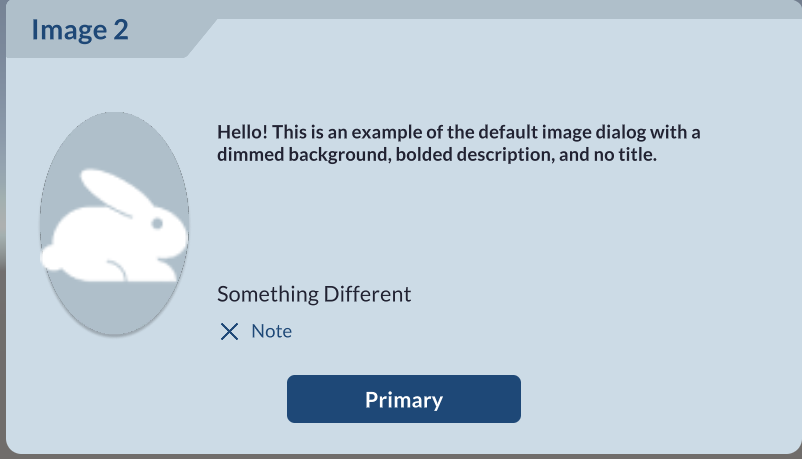 Image 2
Hello! This is an example of the default image dialog with a
dimmed background, bolded description, and no title.
Something Different
Note
Primary